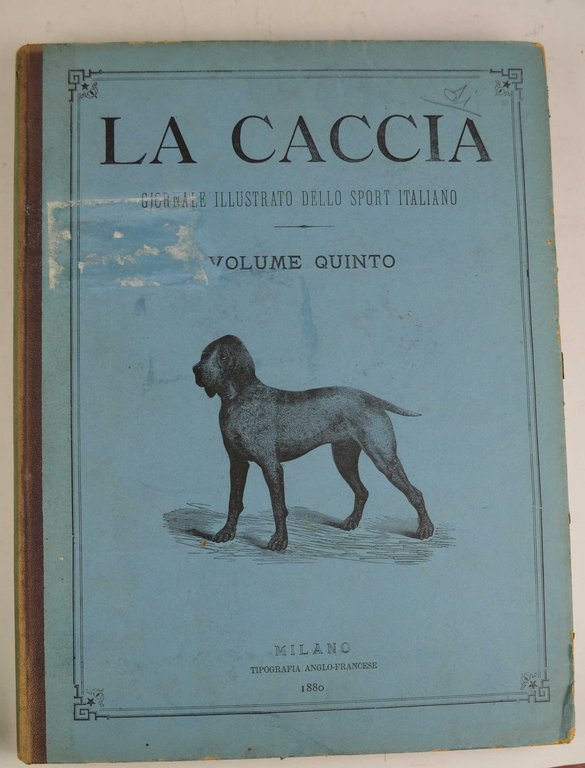 LA CACCIA
GIORNALE ILLUSTRATO DELLO SPORT ITALIANO
VOLUME QUINTO
MILANO
TIPOGRAFIA ANGLO-FRANCESE
1880